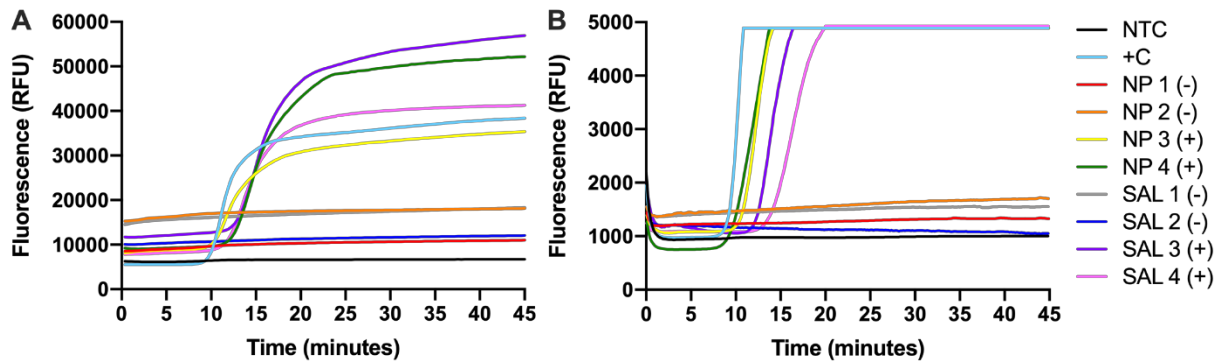 A
Fluorescence (RFU)
60000
50000
40000
30000
20000
10000
0
0 5 10 15 20 25 30 35 40 45
Time (minutes)
B
Fluorescence (RFU)
5000
4000
3000
2000
1000
0
0 5 10 15 20 25 30 35 40 45
Time (minutes)
NTC
+C
NP 1 (-)
NP 2 (-)
NP 3 (+)
NP 4 (+)
SAL 1 (-)
SAL 2 (-)
SAL 3 (+)
SAL 4 (+)